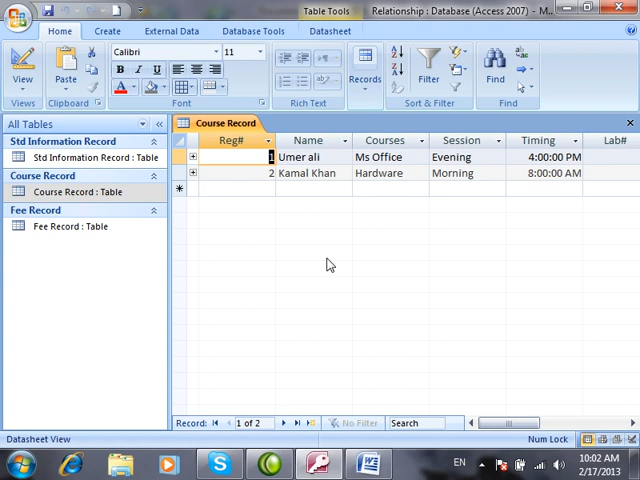 Table Tools
Relationship : Database (Access 2007) - M...
Home
Create
External Data
Database Tools
Datasheet
View
Views
Paste
Clipboard
Calibri
11
B I U
A
Font
Rich Text
Records
Filter
Sort & Filter
Find
Find
All Tables
Std Information Record
Std Information Record : Table
Course Record
Course Record : Table
Fee Record
Fee Record : Table
Course Record
Reg# Name Courses Session Timing Lab#
1 Umer ali Ms Office Evening 4:00:00 PM
2 Kamal Khan Hardware Morning 8:00:00 AM
Record: 1 of 2 No Filter Search
Datasheet View
Num Lock
EN
10:02 AM
2/17/2013